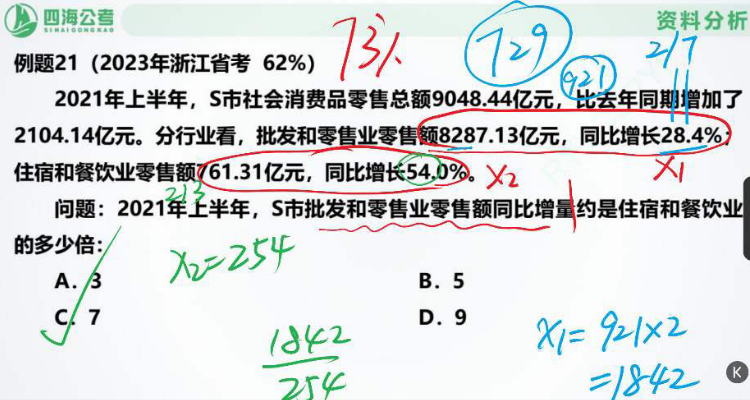 四海公考
SIHAIGONGKAO
资料分析
73%
729
921
2/7
例题21（2023年浙江省考 62%）
2021年上半年，S市社会消费品零售总额9048.44亿元，比去年同期增加了
2104.14亿元。分行业看，批发和零售业零售额8287.13亿元，同比增长28.4%；
住宿和餐饮业零售额761.31亿元，同比增长54.0%。
X2
X1
问题：2021年上半年，S市批发和零售业零售额同比增量约是住宿和餐饮业
的多少倍：
X2=254
A. 3
B. 5
C. 7
D. 9
1842
254
X1=921×2
=1842
K